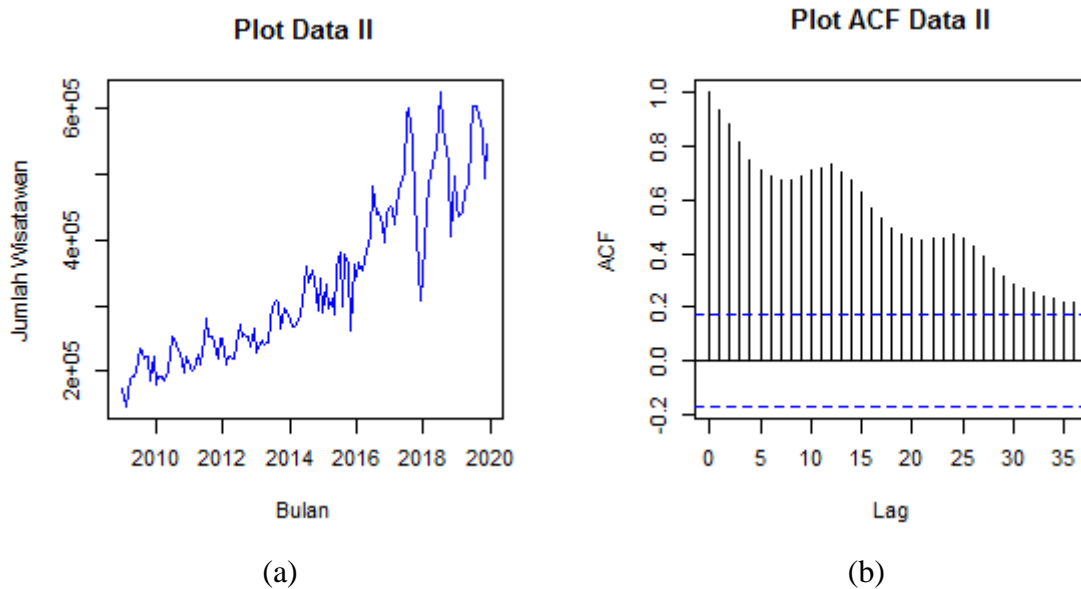 Plot Data II
Jumlah Wisatawan
6e+05
4e+05
2e+05
2010 2012 2014 2016 2018 2020
Bulan
(a)
Plot ACF Data II
ACF
1.0
0.8
0.6
0.4
0.2
0.0
-0.2
0 5 10 15 20 25 30 35
Lag
(b)